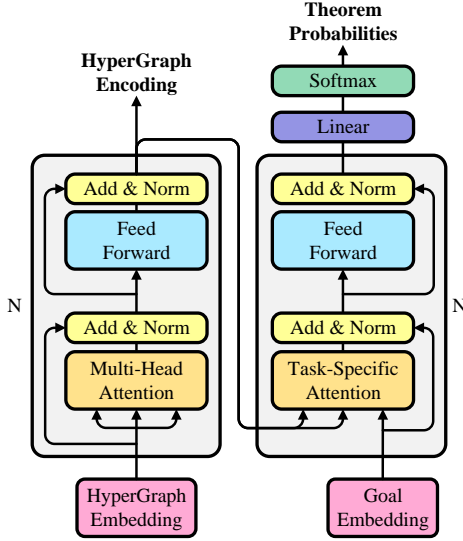 HyperGraph
Encoding
Add & Norm
Feed
Forward
N
Add & Norm
Multi-Head
Attention
HyperGraph
Embedding
Theorem
Probabilities
Softmax
Linear
Add & Norm
Feed
Forward
N
Add & Norm
Task-Specific
Attention
Goal
Embedding